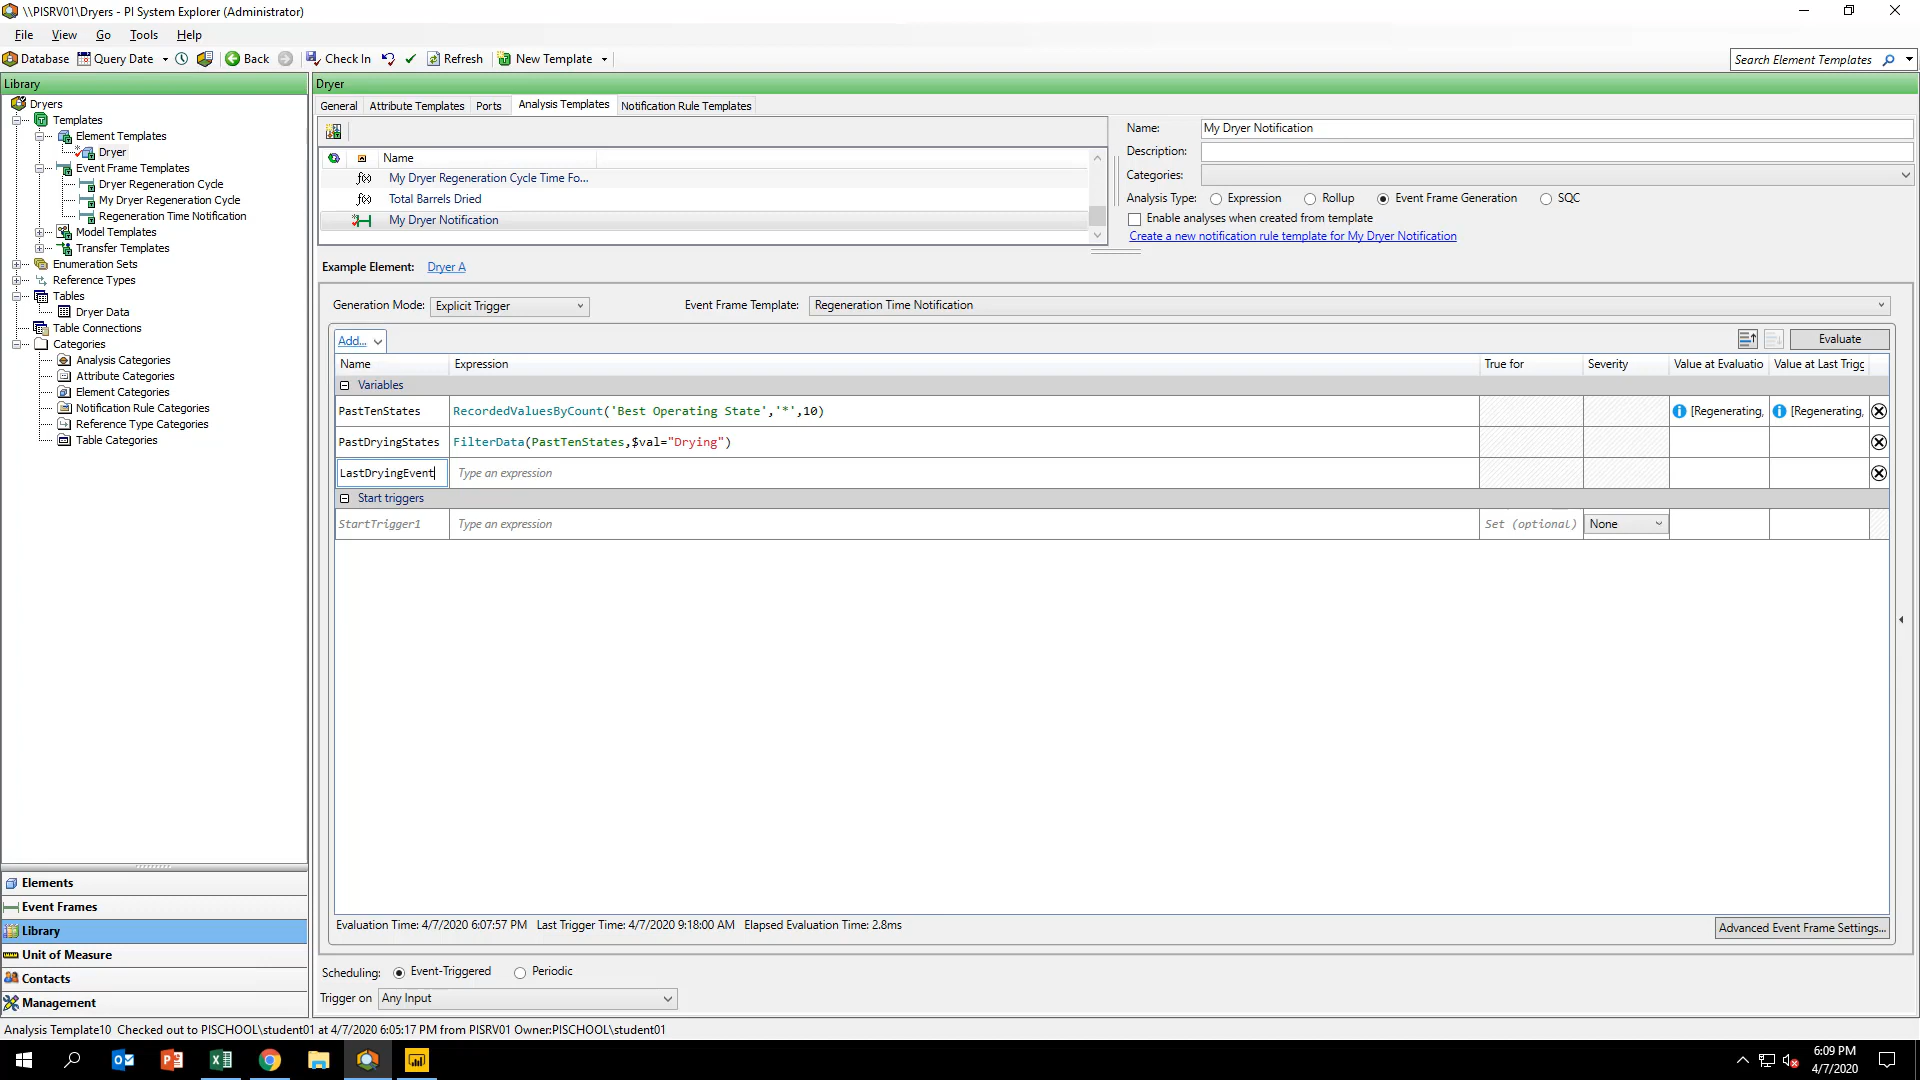 \\PISRV01\Dryers - PI System Explorer (Administrator)
File View Go Tools Help
Database Query Date Back Check In Refresh New Template Search Element Templates
Library
Dryers
Templates
Element Templates
Dryer
Event Frame Templates
Dryer Regeneration Cycle
My Dryer Regeneration Cycle
Regeneration Time Notification
Model Templates
Transfer Templates
Enumeration Sets
Reference Types
Tables
Dryer Data
Table Connections
Categories
Analysis Categories
Attribute Categories
Element Categories
Notification Rule Categories
Reference Type Categories
Table Categories
Elements
Event Frames
Library
Unit of Measure
Contacts
Management
Dryer
General Attribute Templates Ports Analysis Templates Notification Rule Templates
Name
f(x) My Dryer Regeneration Cycle Time Fo...
f(x) Total Barrels Dried
My Dryer Notification
Name: My Dryer Notification
Description:
Categories:
Analysis Type: Expression Rollup Event Frame Generation SQC
Enable analyses when created from template
Create a new notification rule template for My Dryer Notification
Example Element: Dryer A
Generation Mode: Explicit Trigger Event Frame Template: Regeneration Time Notification
Add... Evaluate
Name Expression True for Severity Value at Evaluatio Value at Last Trigg
Variables
PastTenStates RecordedValuesByCount('Best Operating State','*',10) [Regenerating, [Regenerating,
PastDryingStates FilterData(PastTenStates,$val="Drying")
LastDryingEvent Type an expression
Start triggers
StartTrigger1 Type an expression Set (optional) None
Evaluation Time: 4/7/2020 6:07:57 PM Last Trigger Time: 4/7/2020 9:18:00 AM Elapsed Evaluation Time: 2.8ms
Advanced Event Frame Settings...
Scheduling: Event-Triggered Periodic
Trigger on Any Input
Analysis Template10 Checked out to PISCHOOL\student01 at 4/7/2020 6:05:17 PM from PISRV01 Owner:PISCHOOL\student01
6:09 PM
4/7/2020